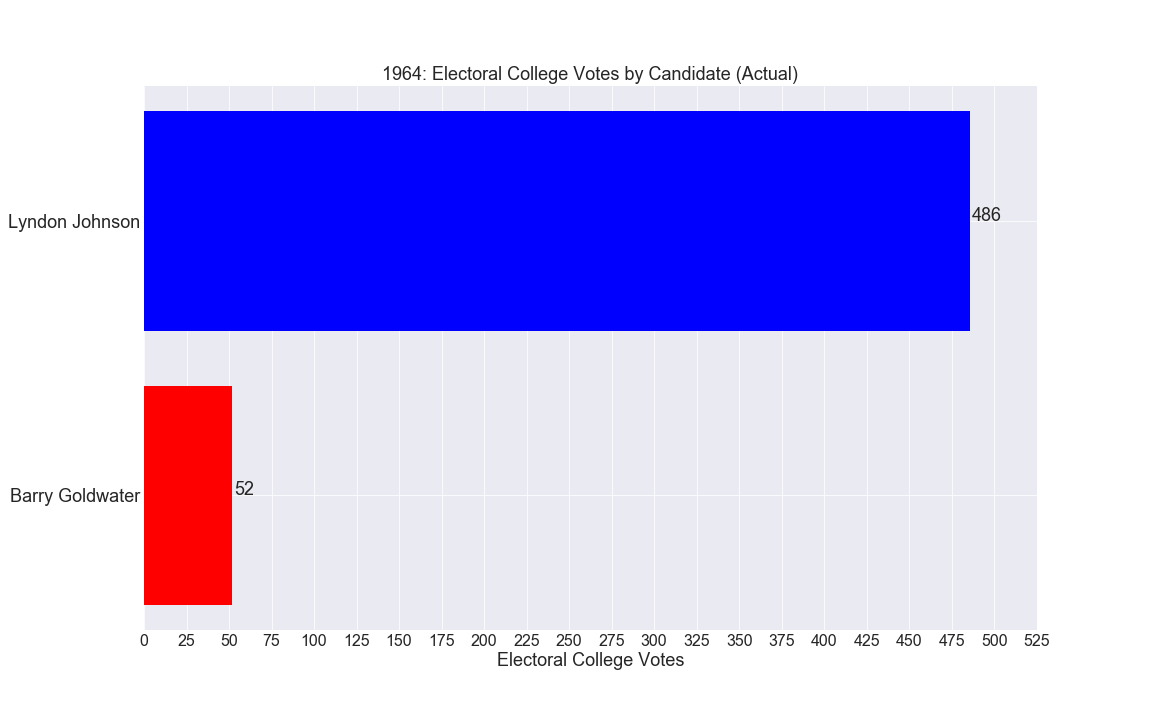 1964: Electoral College Votes by Candidate (Actual)
Lyndon Johnson
486
Barry Goldwater
52
0 25 50 75 100 125 150 175 200 225 250 275 300 325 350 375 400 425 450 475 500 525
Electoral College Votes